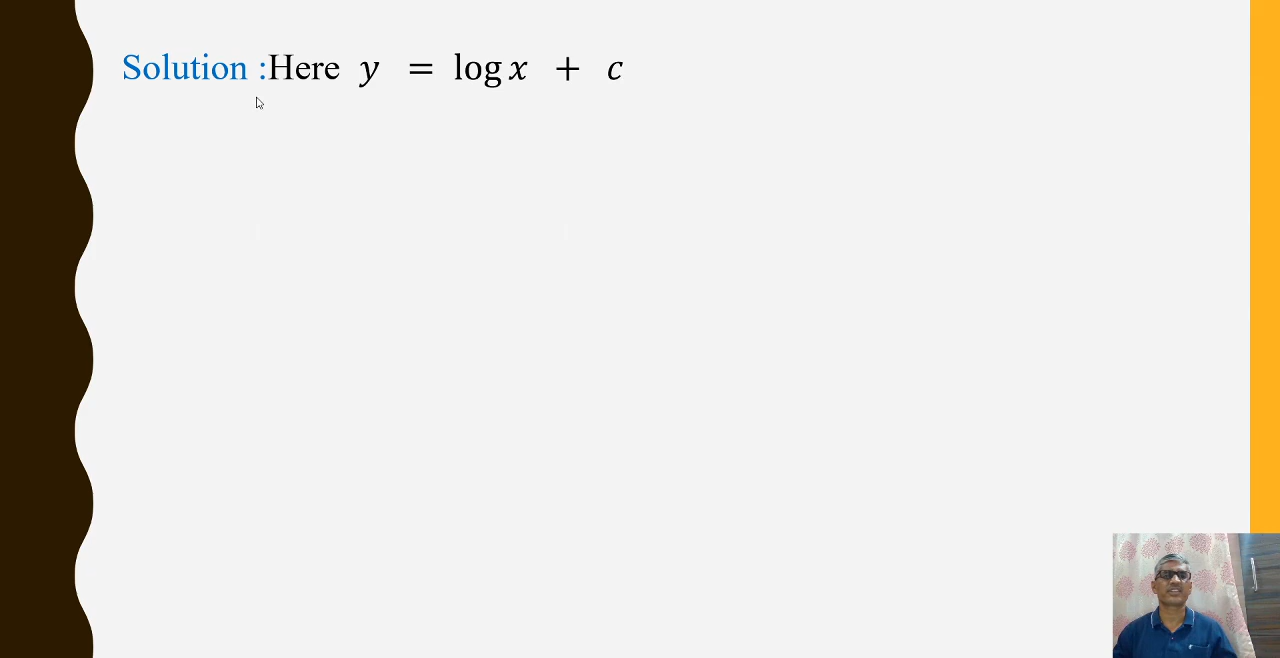 Solution :Here y = log x + c